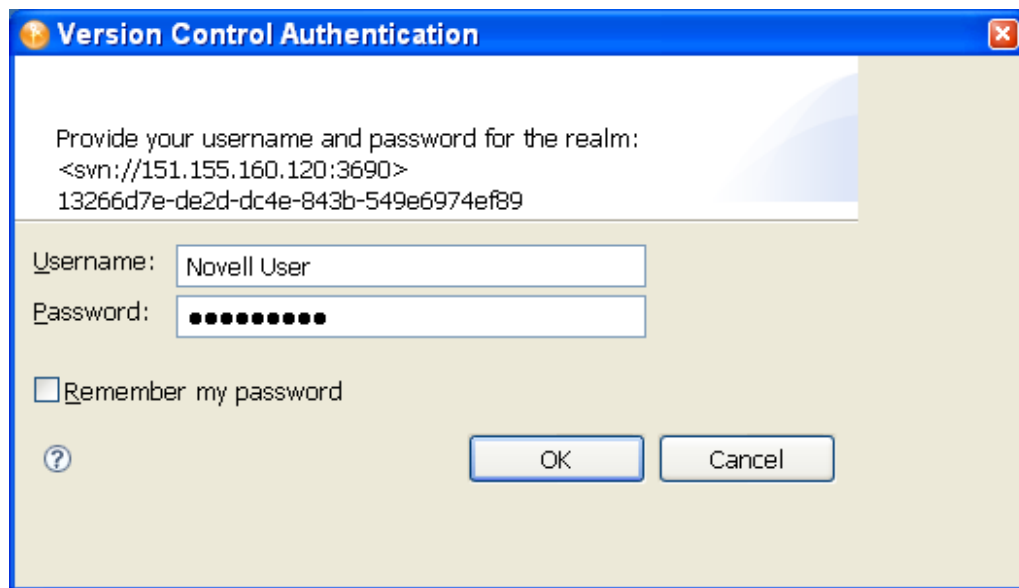 Version Control Authentication
Provide your username and password for the realm:
<svn://151.155.160.120:3690>
13266d7e-de2d-dc4e-843b-549e6974ef89
Username: Novell User
Password: ●●●●●●●●●
Remember my password
? OK Cancel